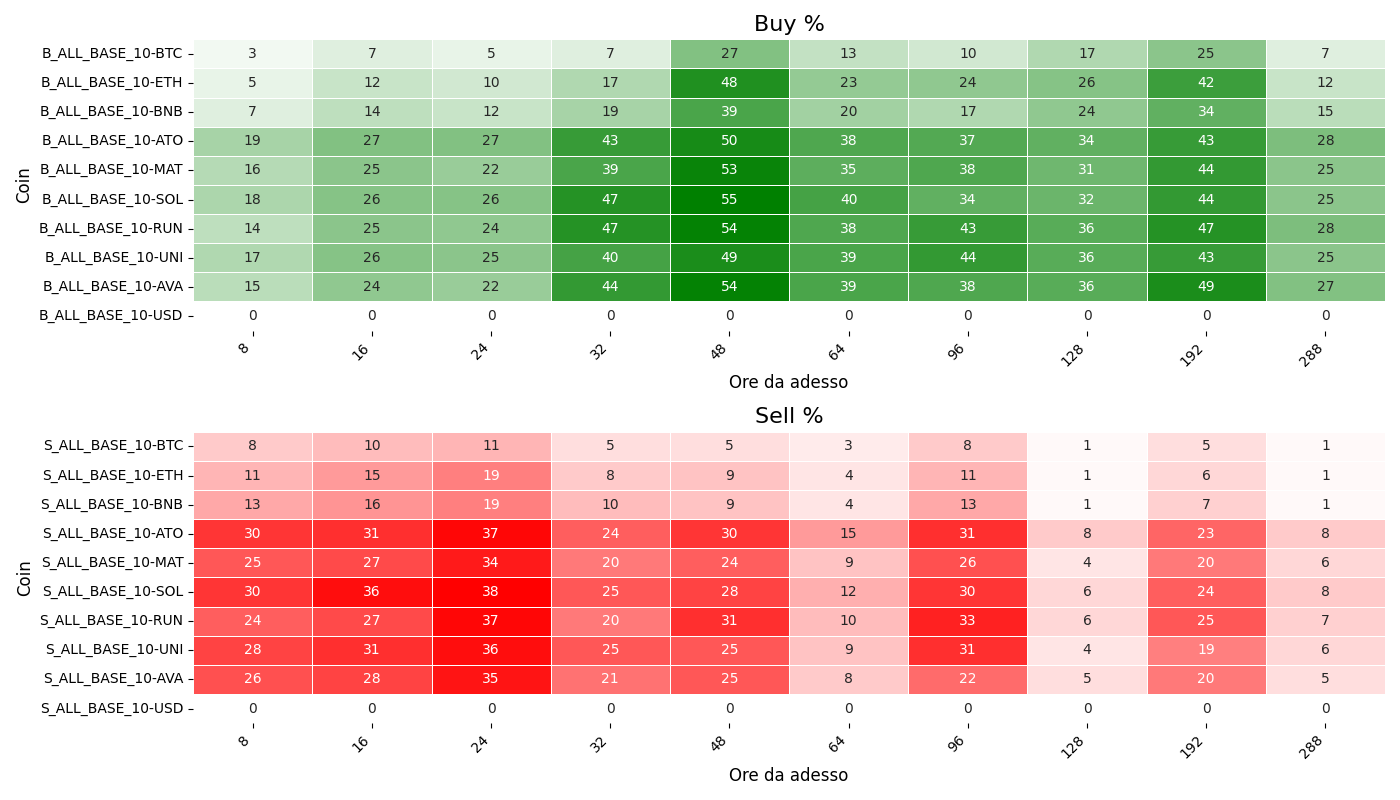 Buy %
Coin
B_ALL_BASE_10-BTC 3 7 5 7 27 13 10 17 25 7
B_ALL_BASE_10-ETH 5 12 10 17 48 23 24 26 42 12
B_ALL_BASE_10-BNB 7 14 12 19 39 20 17 24 34 15
B_ALL_BASE_10-ATO 19 27 27 43 50 38 37 34 43 28
B_ALL_BASE_10-MAT 16 25 22 39 53 35 38 31 44 25
B_ALL_BASE_10-SOL 18 26 26 47 55 40 34 32 44 25
B_ALL_BASE_10-RUN 14 25 24 47 54 38 43 36 47 28
B_ALL_BASE_10-UNI 17 26 25 40 49 39 44 36 43 25
B_ALL_BASE_10-AVA 15 24 22 44 54 39 38 36 49 27
B_ALL_BASE_10-USD 0 0 0 0 0 0 0 0 0 0
8 16 24 32 48 64 96 128 192 288
Ore da adesso
Sell %
Coin
S_ALL_BASE_10-BTC 8 10 11 5 5 3 8 1 5 1
S_ALL_BASE_10-ETH 11 15 19 8 9 4 11 1 6 1
S_ALL_BASE_10-BNB 13 16 19 10 9 4 13 1 7 1
S_ALL_BASE_10-ATO 30 31 37 24 30 15 31 8 23 8
S_ALL_BASE_10-MAT 25 27 34 20 24 9 26 4 20 6
S_ALL_BASE_10-SOL 30 36 38 25 28 12 30 6 24 8
S_ALL_BASE_10-RUN 24 27 37 20 31 10 33 6 25 7
S_ALL_BASE_10-UNI 28 31 36 25 25 9 31 4 19 6
S_ALL_BASE_10-AVA 26 28 35 21 25 8 22 5 20 5
S_ALL_BASE_10-USD 0 0 0 0 0 0 0 0 0 0
8 16 24 32 48 64 96 128 192 288
Ore da adesso